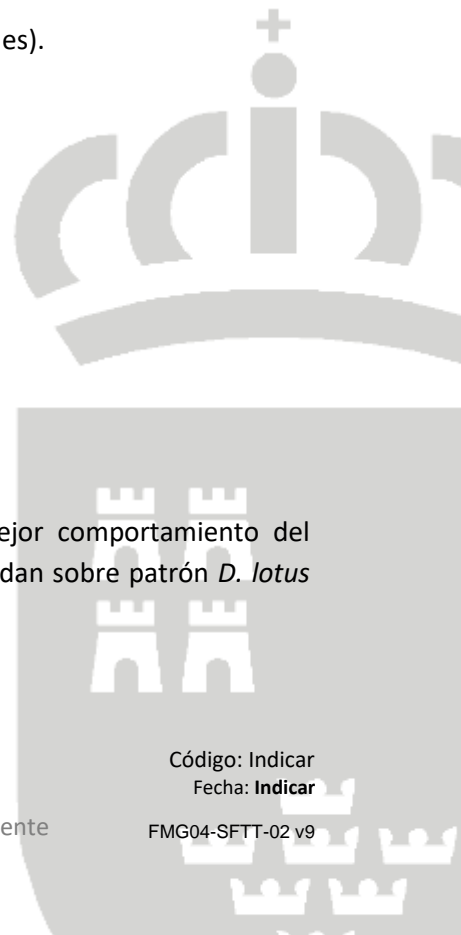 es).
ejor comportamiento del
dan sobre patrón D. lotus
Código: Indicar
Fecha: Indicar
ente
FMG04-SFTT-02 v9